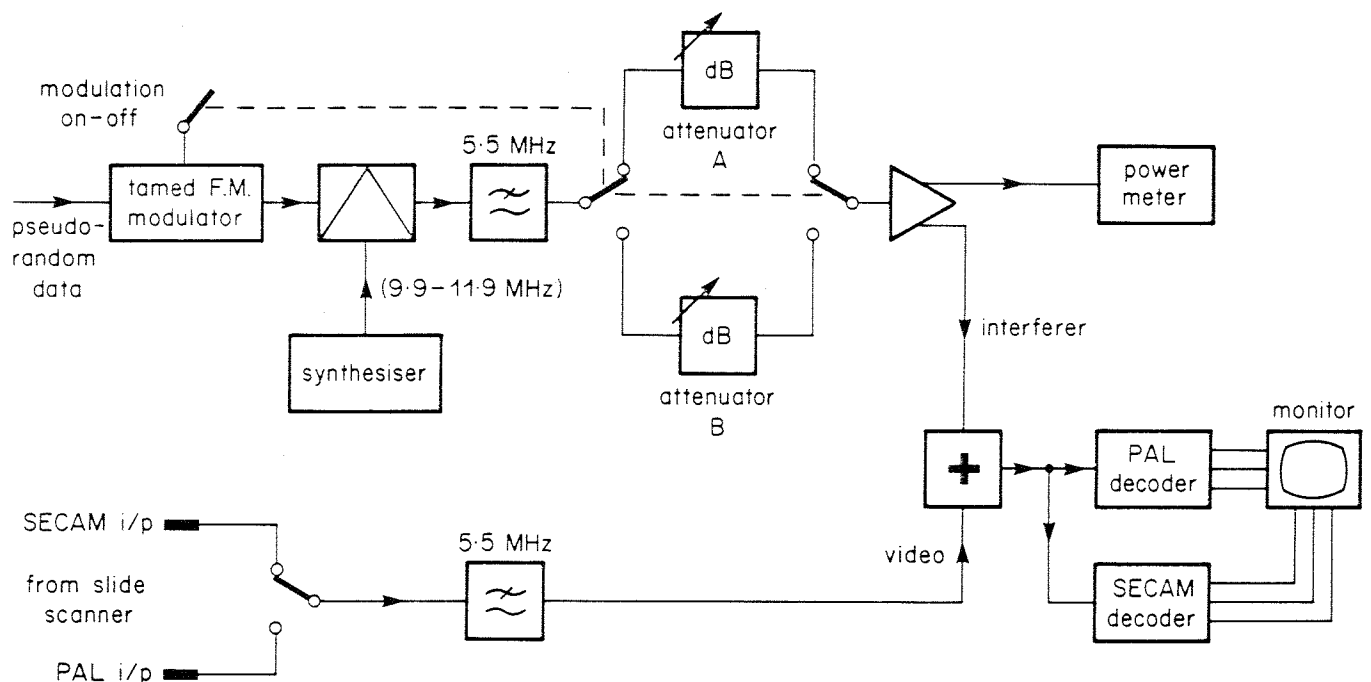 modulation
on-off
tamed F.M.
modulator
pseudo-
random
data
5·5 MHz
dB
attenuator
A
power
meter
(9·9-11·9 MHz)
synthesiser
dB
attenuator
B
interferer
monitor
+
PAL
decoder
SECAM i/p
from slide
scanner
PAL i/p
5·5 MHz
video
SECAM
decoder